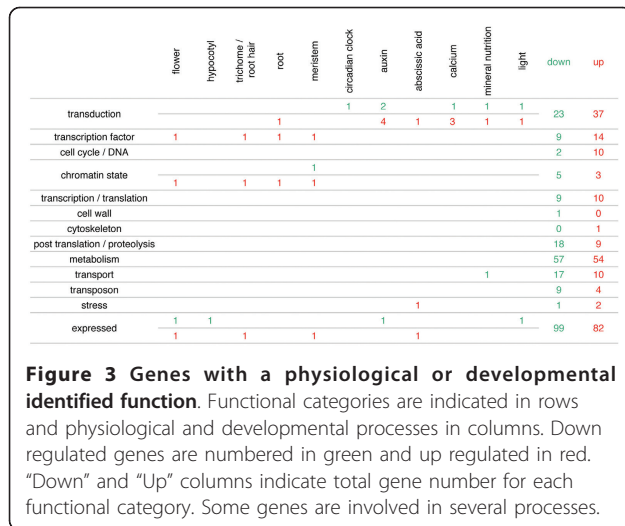 flower hypocotyl trichome / root hair root meristem circadian clock auxin abscissic acid calcium mineral nutrition light down up
1 2 1 1 1
transduction 23 37
1 4 1 3 1 1
transcription factor 1 1 1 1 9 14
cell cycle / DNA 2 10
1
chromatin state 5 3
1 1 1 1
transcription / translation 9 10
cell wall 1 0
cytoskeleton 0 1
post translation / proteolysis 18 9
metabolism 57 54
transport 1 17 10
transposon 9 4
stress 1 1 2
1 1 1 1
expressed 99 82
1 1 1 1
Figure 3 Genes with a physiological or developmental
identified function. Functional categories are indicated in rows
and physiological and developmental processes in columns. Down
regulated genes are numbered in green and up regulated in red.
“Down” and “Up” columns indicate total gene number for each
functional category. Some genes are involved in several processes.